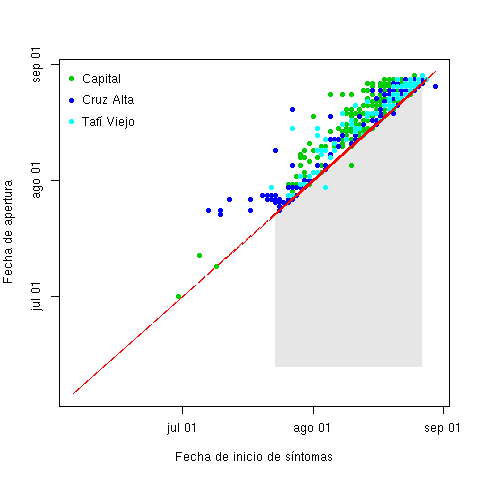 Capital
Cruz Alta
Tafí Viejo
Fecha de apertura
sep 01
ago 01
jul 01
jul 01
ago 01
sep 01
Fecha de inicio de síntomas